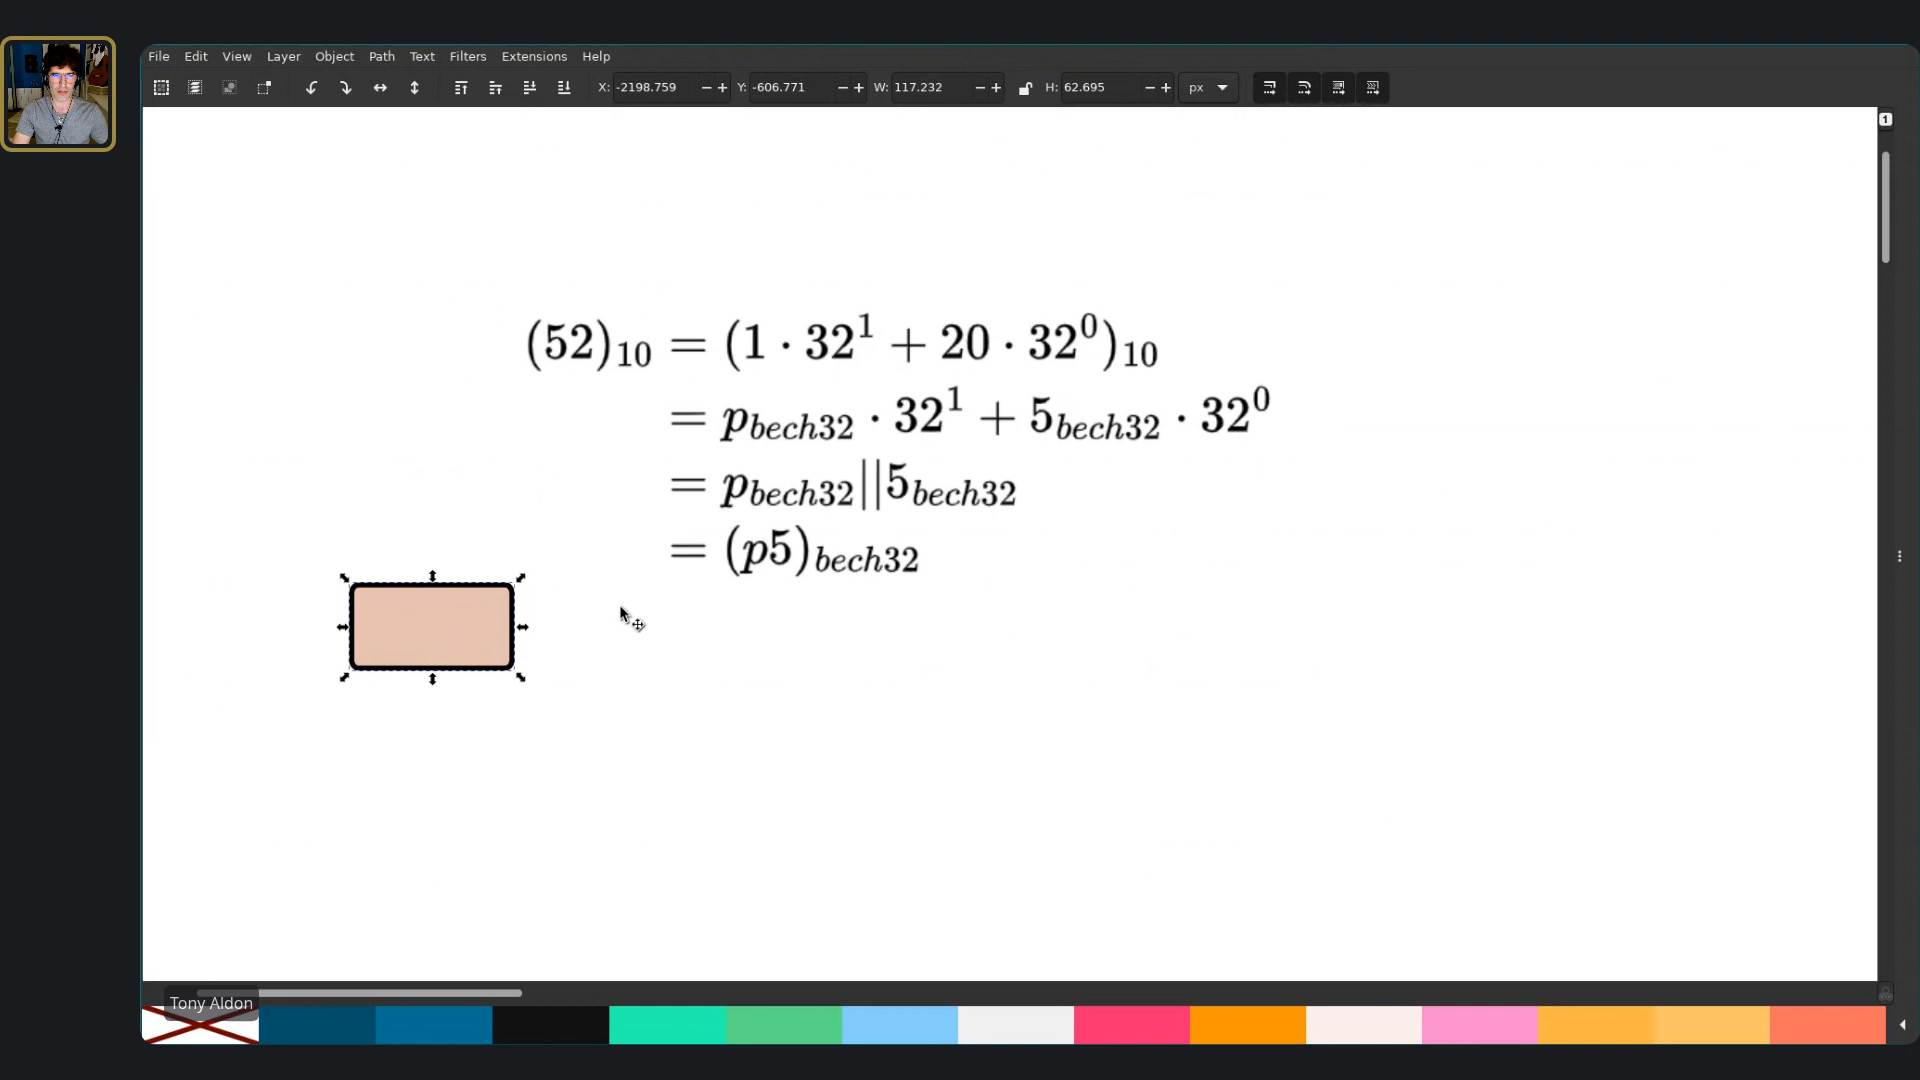 File Edit View Layer Object Path Text Filters Extensions Help
X: -2198.759 Y: -606.771 W: 117.232 H: 62.695 px
1
(52)₁₀ = (1 · 32¹ + 20 · 32⁰)₁₀
= p_bech32 · 32¹ + 5_bech32 · 32⁰
= p_bech32||5_bech32
= (p5)_bech32
Tony Aldon